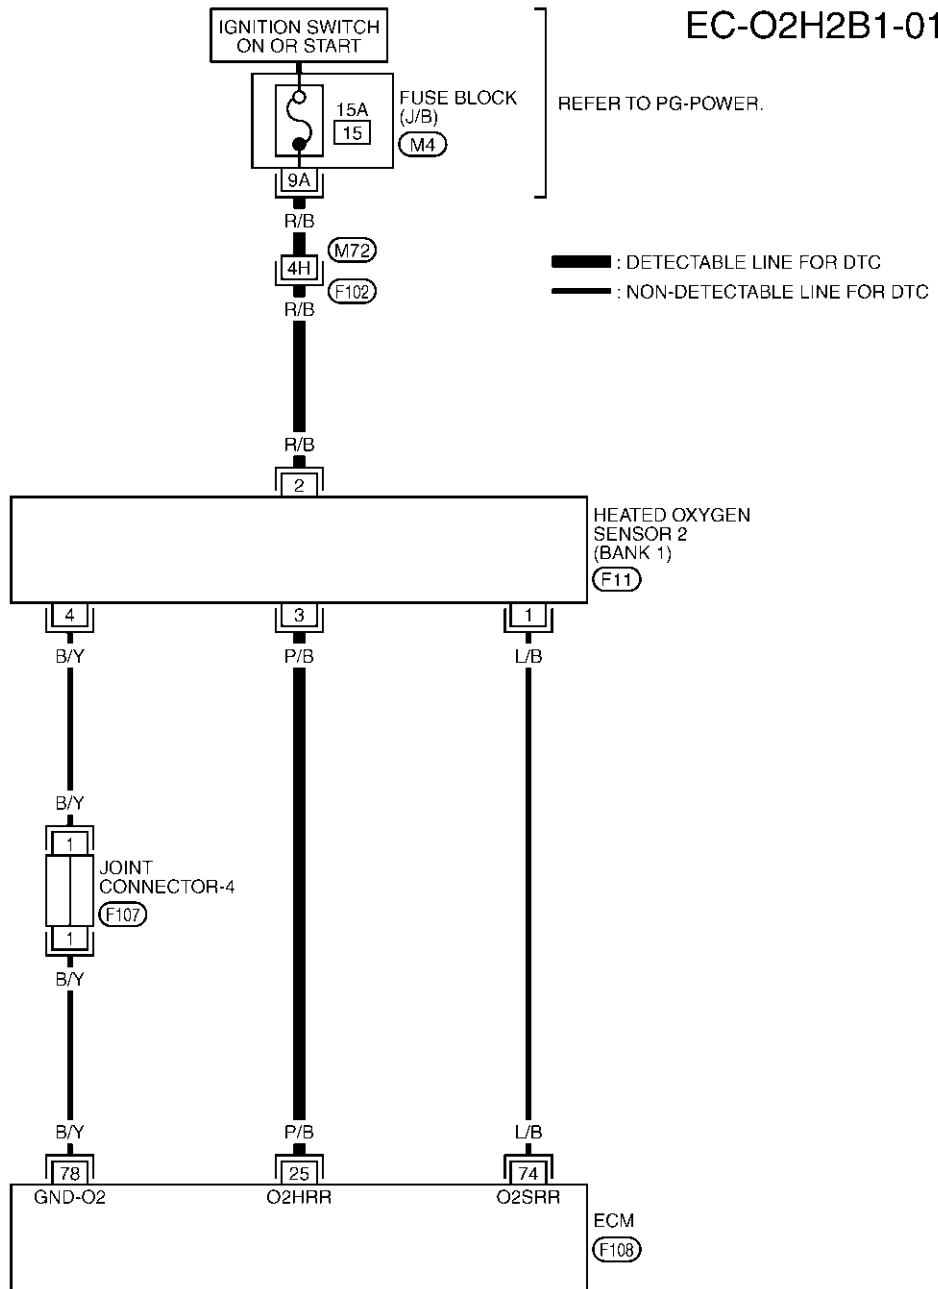 EC-O2H2B1-01
IGNITION SWITCH
ON OR START
FUSE BLOCK
(J/B)
M4
15A
15
REFER TO PG-POWER.
9A
R/B
M72
4H
F102
R/B
: DETECTABLE LINE FOR DTC
: NON-DETECTABLE LINE FOR DTC
R/B
2
HEATED OXYGEN
SENSOR 2
(BANK 1)
F11
4
3
1
B/Y
P/B
L/B
B/Y
1
JOINT
CONNECTOR-4
F107
1
B/Y
B/Y
P/B
L/B
78
25
74
GND-O2
O2HRR
O2SRR
ECM
F108